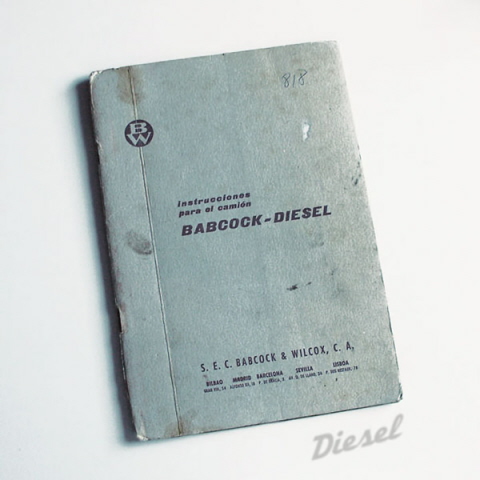 818
BW
instrucciones
para el camión
BABCOCK-DIESEL
S. E. C. BABCOCK & WILCOX, C. A.
BILBAO MADRID BARCELONA SEVILLA LISBOA
Diesel